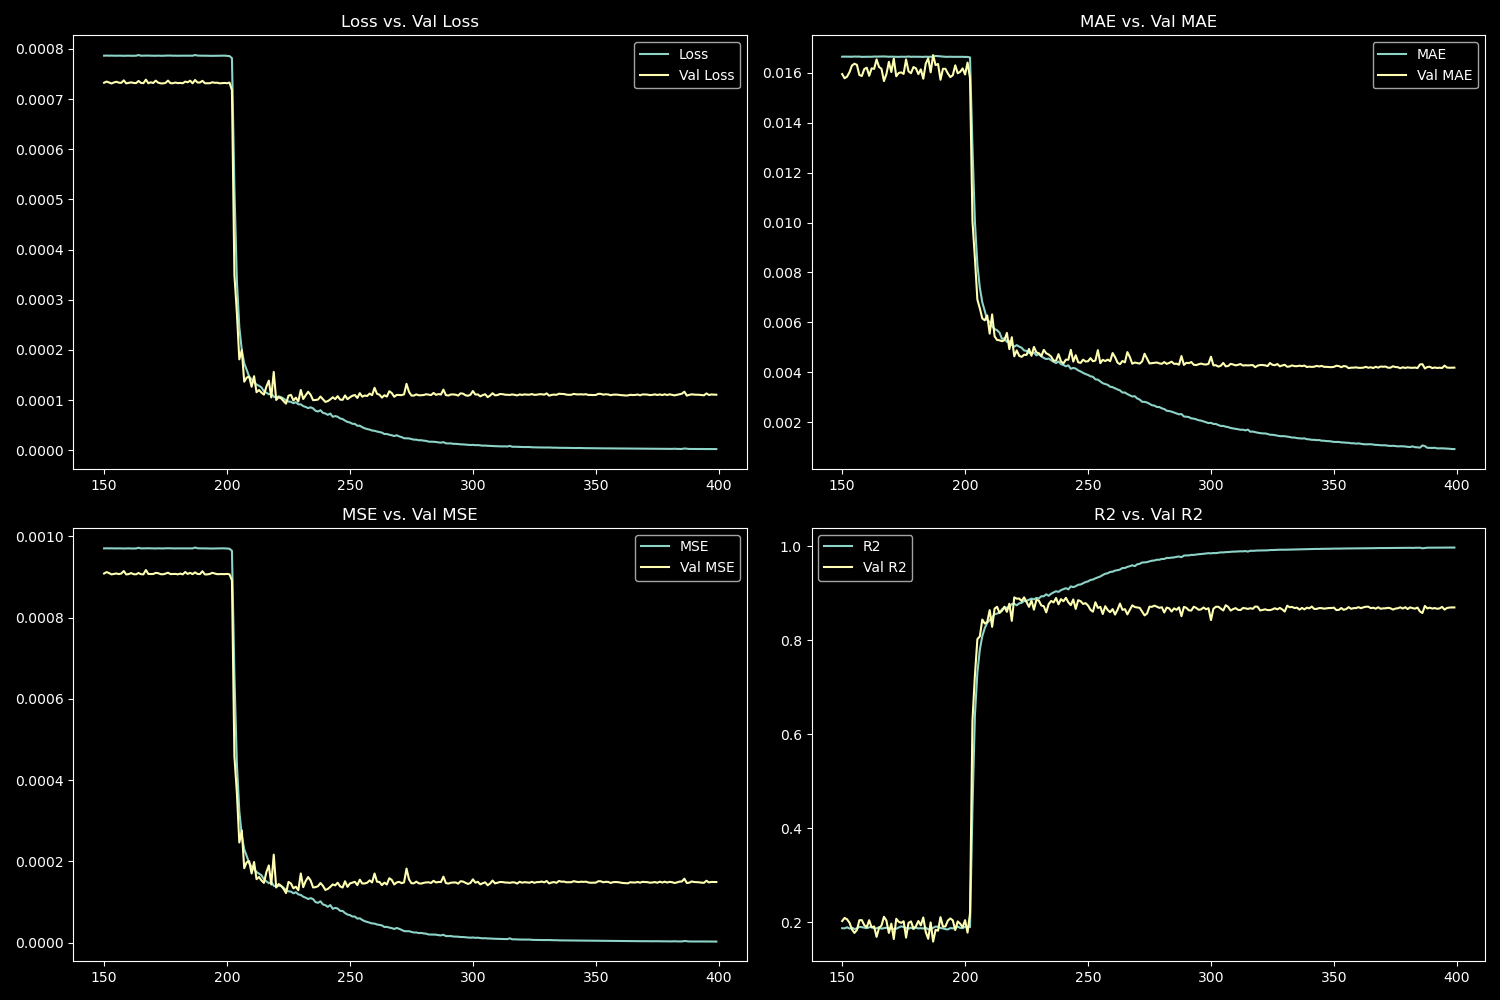 Loss vs. Val Loss
0.0008
0.0007
0.0006
0.0005
0.0004
0.0003
0.0002
0.0001
0.0000
150 200 250 300 350 400
Loss
Val Loss
MAE vs. Val MAE
0.016
0.014
0.012
0.010
0.008
0.006
0.004
0.002
150 200 250 300 350 400
MAE
Val MAE
MSE vs. Val MSE
0.0010
0.0008
0.0006
0.0004
0.0002
0.0000
150 200 250 300 350 400
MSE
Val MSE
R2 vs. Val R2
1.0
0.8
0.6
0.4
0.2
150 200 250 300 350 400
R2
Val R2